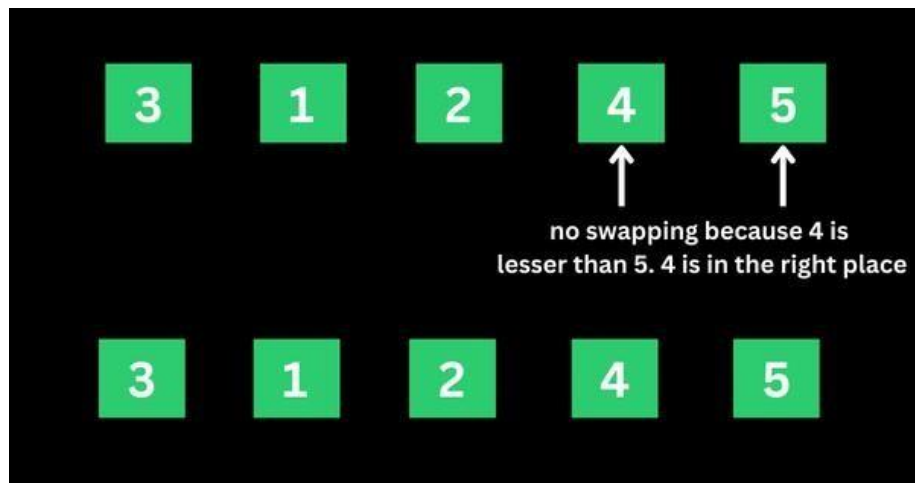 3 1 2 4 5
no swapping because 4 is
lesser than 5. 4 is in the right place
3 1 2 4 5